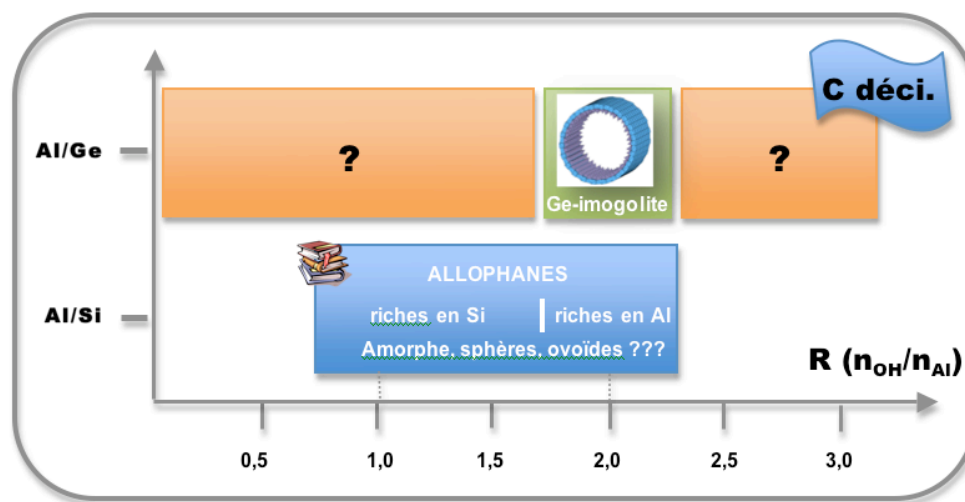 C déci.
Al/Ge
?
Ge-imogolite
?
Al/Si
ALLOPHANES
riches en Si
riches en Al
Amorphe, sphères, ovoïdes ???
R (nOH/nAl)
0,5
1,0
1,5
2,0
2,5
3,0